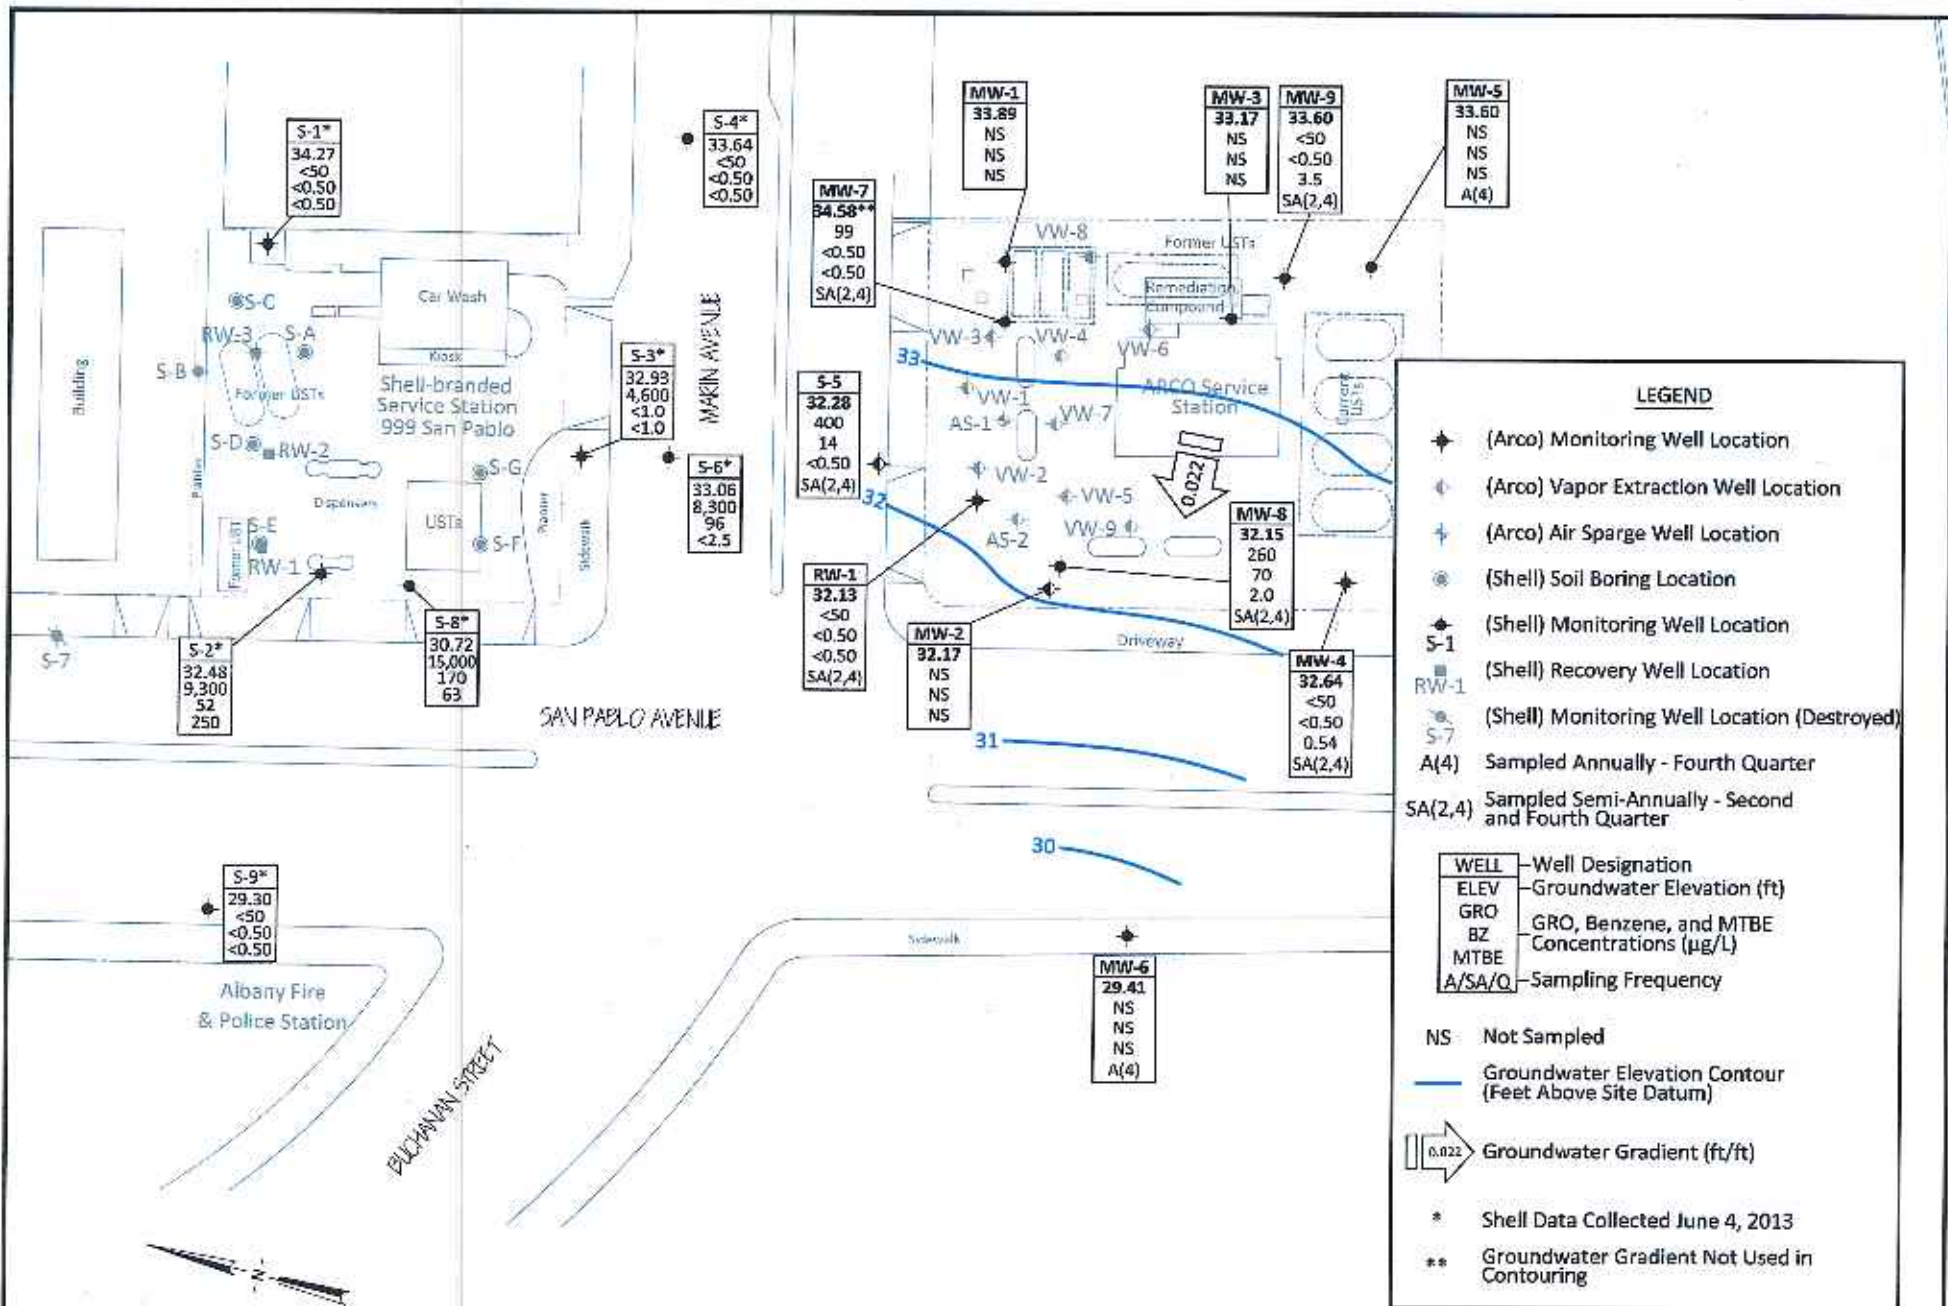 S-1*
34.27
<50
<0.50
<0.50
S-4*
33.64
<50
<0.50
<0.50
MW-1
33.89
NS
NS
NS
MW-3
33.17
NS
NS
NS
MW-9
33.60
<50
<0.50
3.5
SA(2,4)
MW-5
33.60
NS
NS
NS
A(4)
MW-7
34.58**
99
<0.50
<0.50
SA(2,4)
VW-8
Former USTs
Remediation
Compound
VW-3
VW-4
VW-6
33
VW-1
ARCO Service
Station
Current
USTs
AS-1
VW-7
VW-2
VW-5
AS-2
VW-9
0.022
32
Building
Planter
S-C
RW-3
S-A
S-B
Former USTs
Car Wash
Kiosk
Shell-branded
Service Station
999 San Pablo
S-D
RW-2
S-G
Dispensers
USTs
S-E
Former UST
RW-1
S-F
Planter
Sidewalk
MARIN AVENUE
S-3*
32.93
4,600
<1.0
<1.0
S-6*
33.06
8,300
96
<2.5
S-5
32.28
400
14
<0.50
SA(2,4)
RW-1
32.13
<50
<0.50
<0.50
SA(2,4)
MW-8
32.15
260
70
2.0
SA(2,4)
MW-2
32.17
NS
NS
NS
Driveway
MW-4
32.64
<50
<0.50
0.54
SA(2,4)
S-7
S-2*
32.48
9,300
52
250
S-8*
30.72
15,000
170
63
SAN PABLO AVENUE
31
30
S-9*
29.30
<50
<0.50
<0.50
Albany Fire
& Police Station
Sidewalk
MW-6
29.41
NS
NS
NS
A(4)
BUCHANAN STREET
N
LEGEND
(Arco) Monitoring Well Location
(Arco) Vapor Extraction Well Location
(Arco) Air Sparge Well Location
(Shell) Soil Boring Location
S-1 (Shell) Monitoring Well Location
RW-1 (Shell) Recovery Well Location
S-7 (Shell) Monitoring Well Location (Destroyed)
A(4) Sampled Annually - Fourth Quarter
SA(2,4) Sampled Semi-Annually - Second
and Fourth Quarter
WELL Well Designation
ELEV Groundwater Elevation (ft)
GRO
BZ
MTBE
GRO, Benzene, and MTBE
Concentrations (µg/L)
A/SA/Q Sampling Frequency
NS Not Sampled
Groundwater Elevation Contour
(Feet Above Site Datum)
0.022 Groundwater Gradient (ft/ft)
* Shell Data Collected June 4, 2013
** Groundwater Gradient Not Used in
Contouring